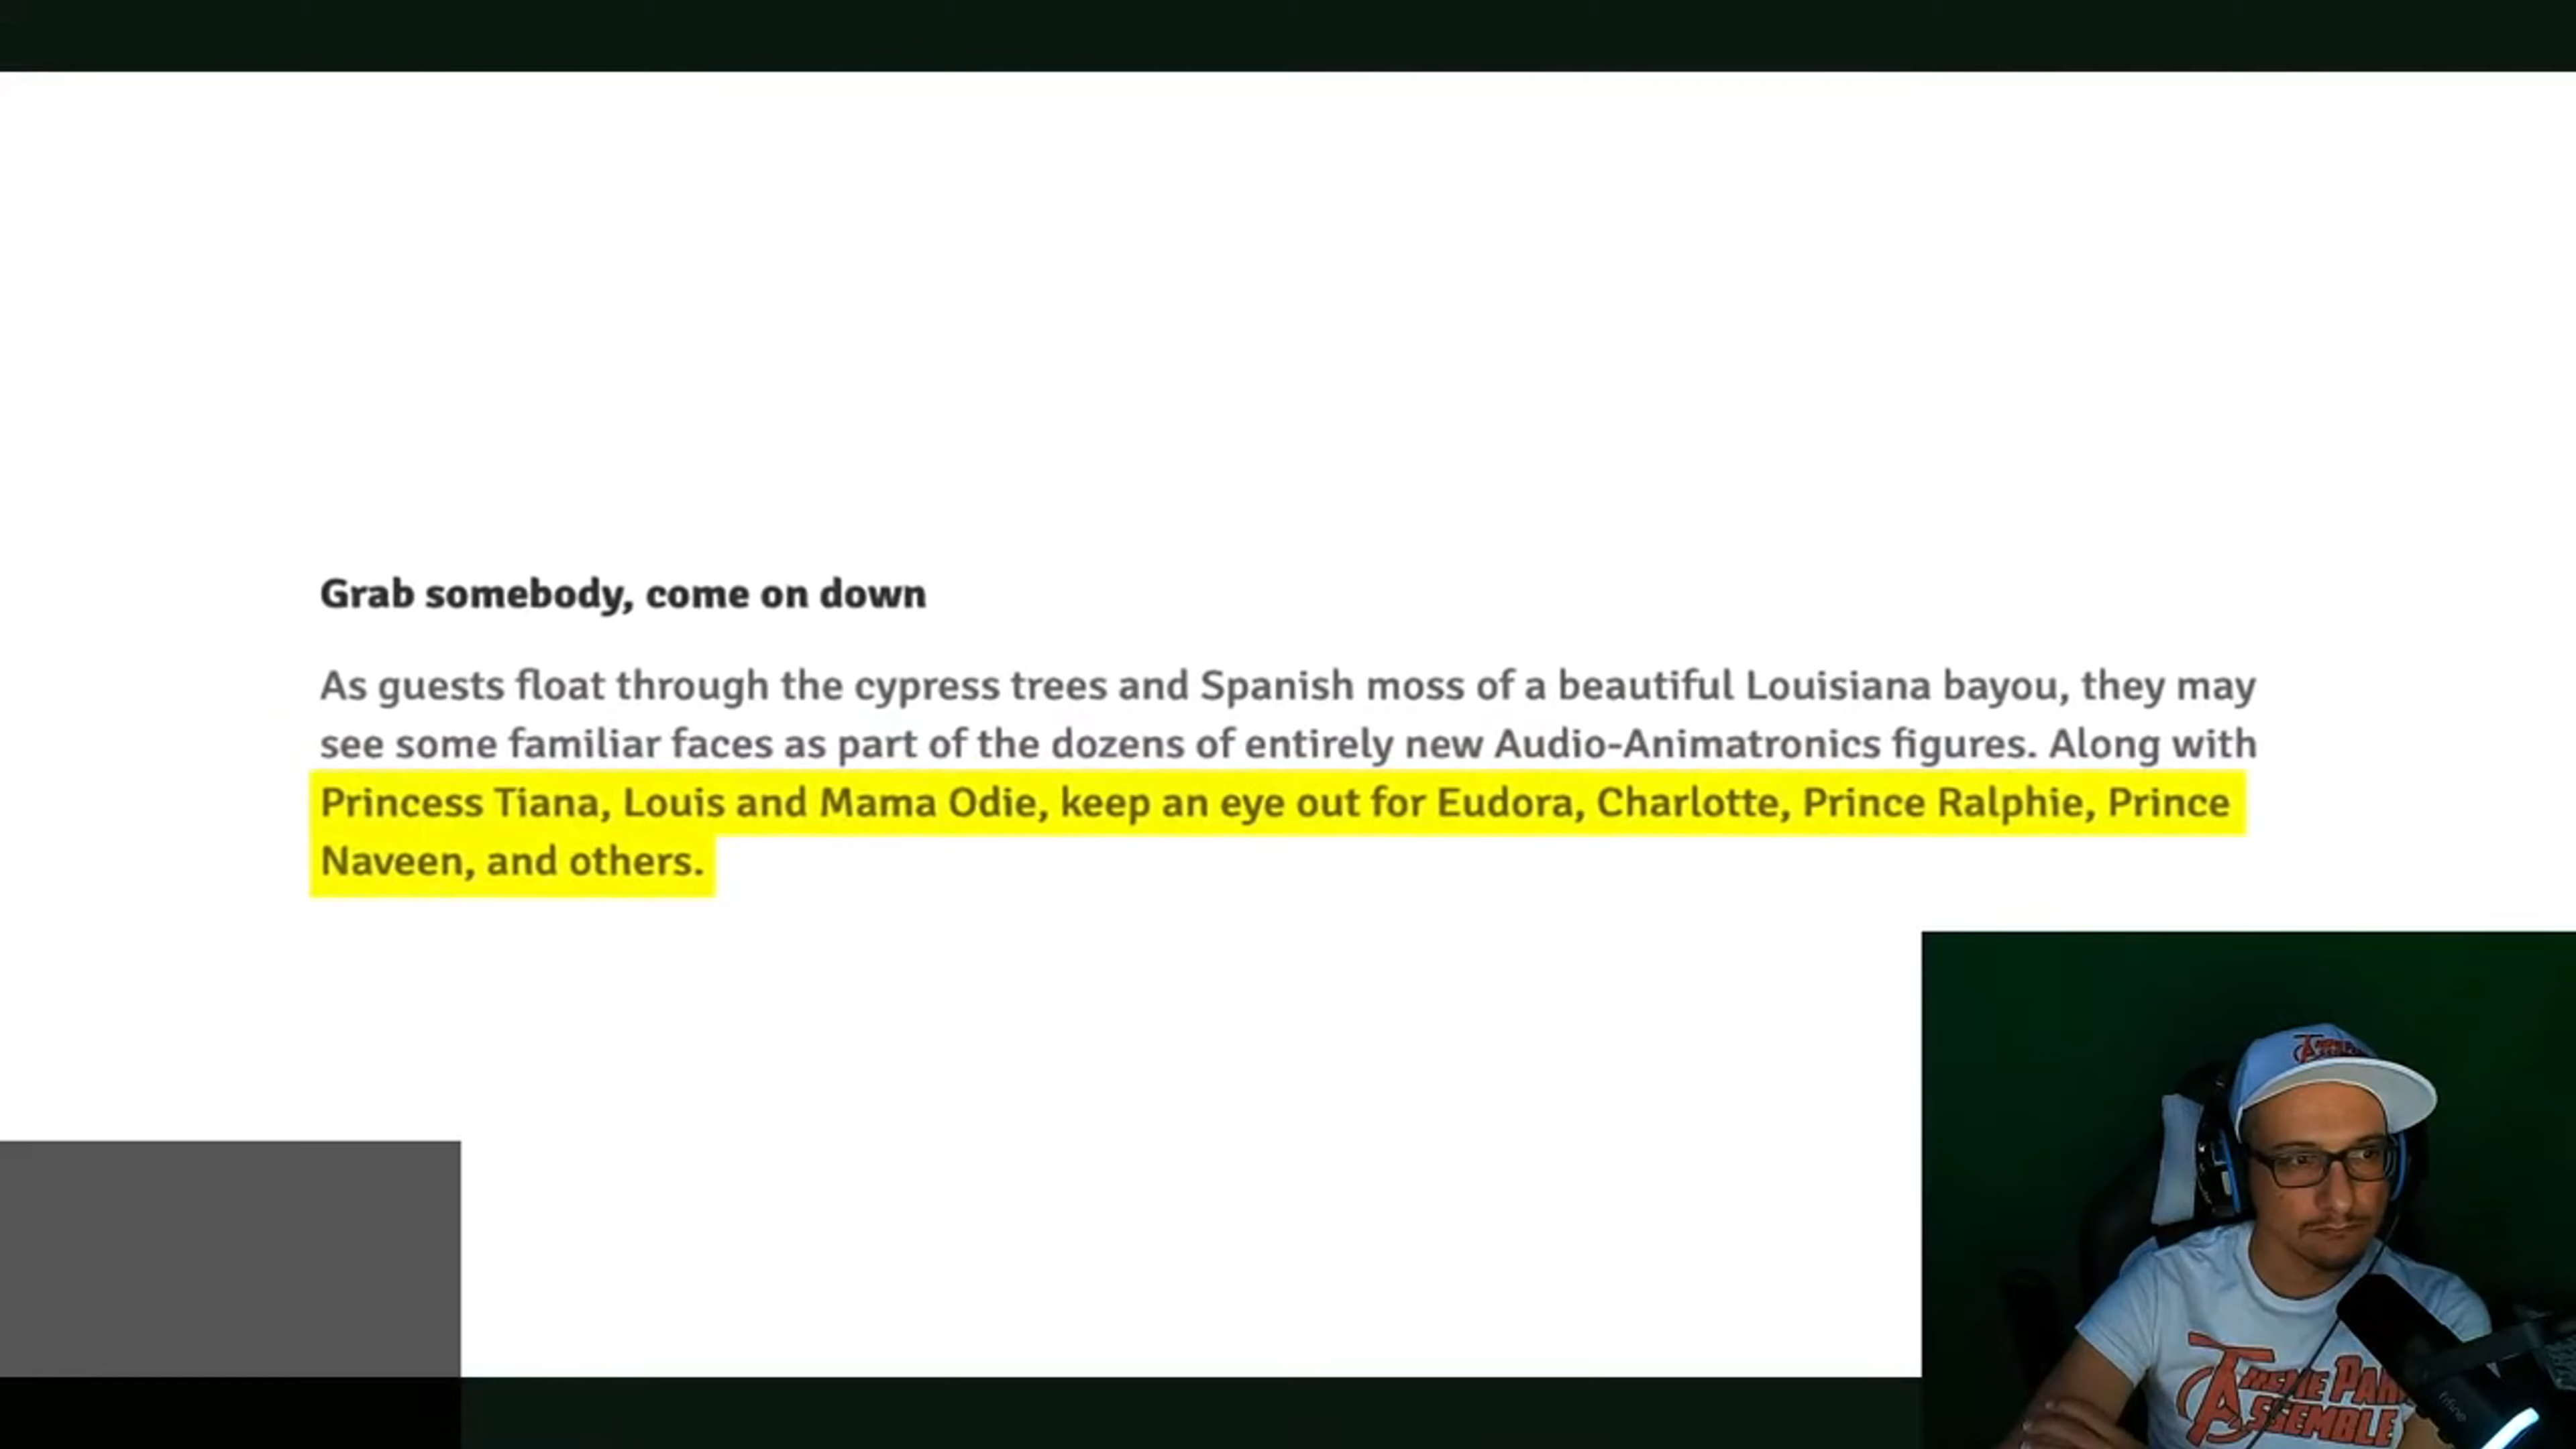 Grab somebody, come on down
As guests float through the cypress trees and Spanish moss of a beautiful Louisiana bayou, they may
see some familiar faces as part of the dozens of entirely new Audio-Animatronics figures. Along with
Princess Tiana, Louis and Mama Odie, keep an eye out for Eudora, Charlotte, Prince Ralphie, Prince
Naveen, and others.
fifine